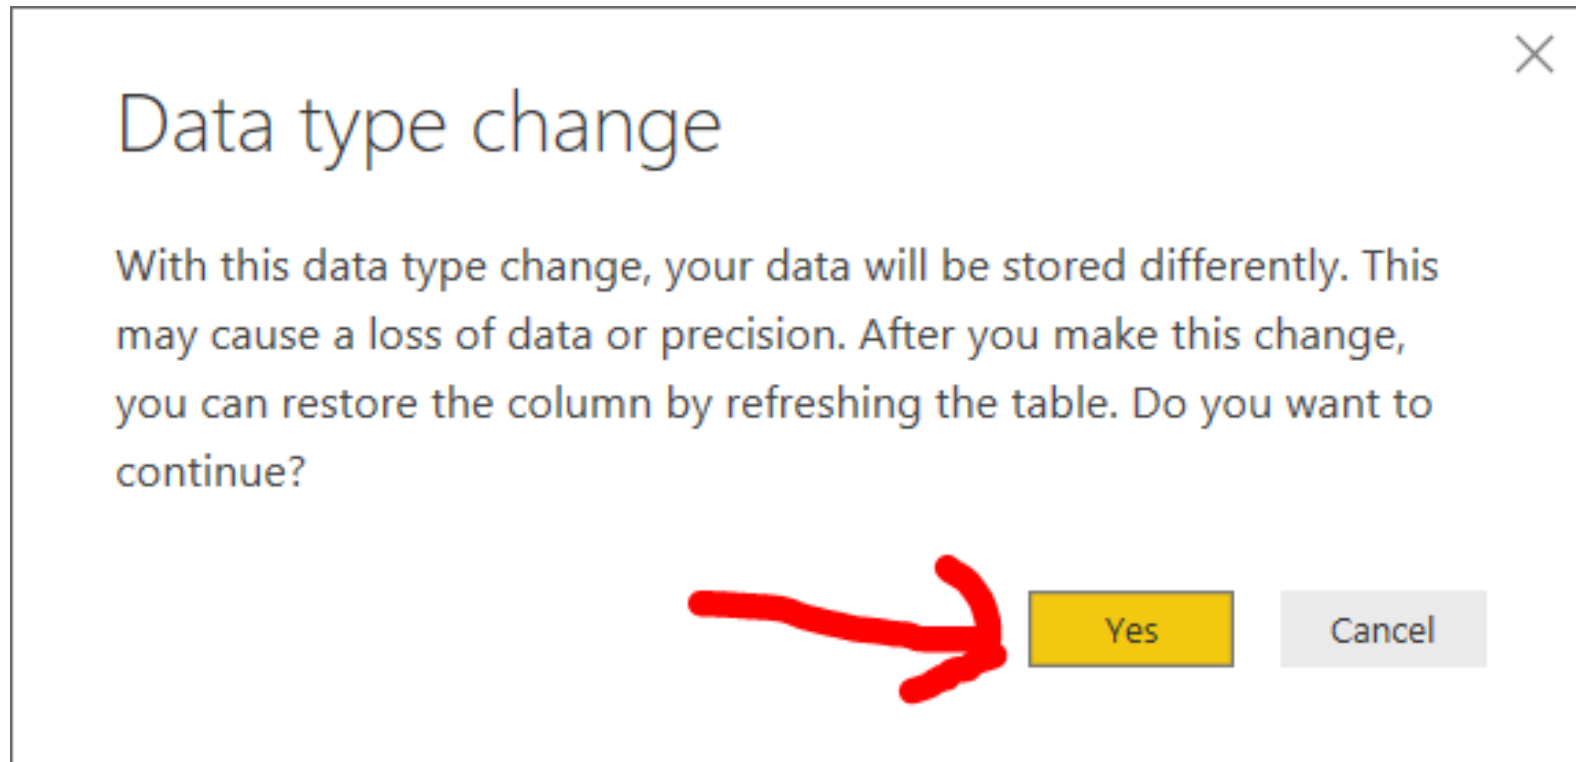 Data type change
With this data type change, your data will be stored differently. This
may cause a loss of data or precision. After you make this change,
you can restore the column by refreshing the table. Do you want to
continue?
Yes Cancel